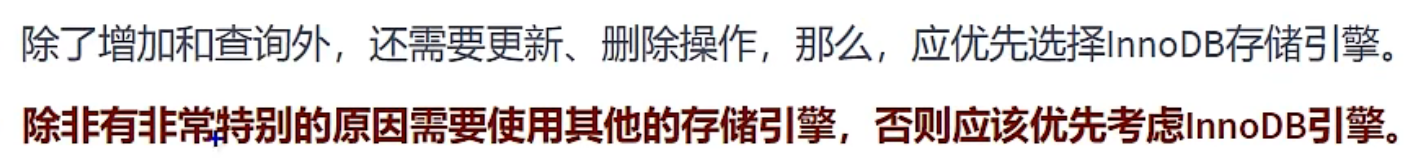 除了增加和查询外，还需要更新、删除操作，那么，应优先选择InnoDB存储引擎。
除非有非常特别的原因需要使用其他的存储引擎，否则应该优先考虑InnoDB引擎。